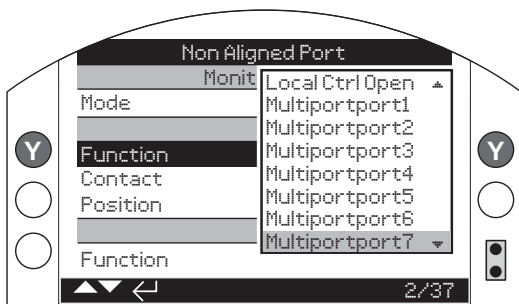 Non Aligned Port
Monit
Mode
Function
Contact
Position
Function
Local Ctrl Open
Multiportport1
Multiportport2
Multiportport3
Multiportport4
Multiportport5
Multiportport6
Multiportport7
Y
Y
2/37